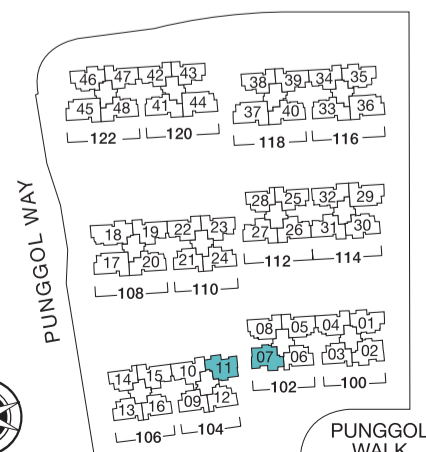 46 47 42 43 38 39 34 35
45 48 41 44 37 40 33 36
122 120 118 116
PUNGGOL WAY
28 25 32 29
18 19 22 23 27 26 31 30
17 20 21 24 112 114
108 110
08 05 04 01
14 15 10 11 07 06 03 02
13 16 09 12 102 100
106 104
PUNGGOL
WALK